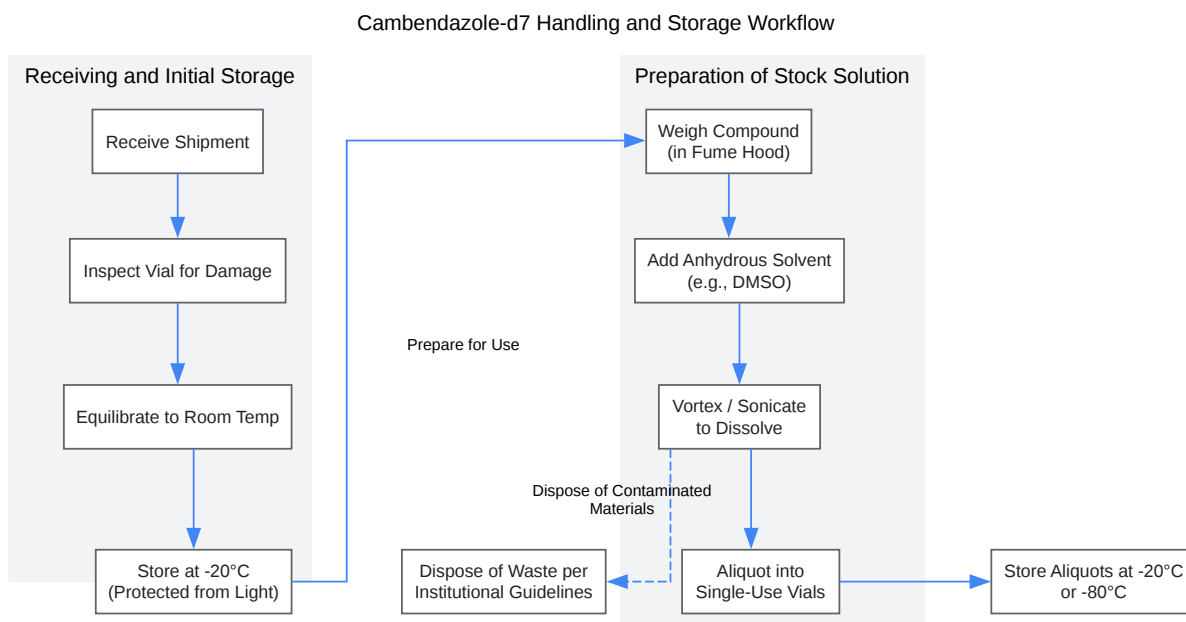 Cambendazole-d7 Handling and Storage Workflow
Receiving and Initial Storage
Receive Shipment
Inspect Vial for Damage
Equilibrate to Room Temp
Store at -20°C
(Protected from Light)
Prepare for Use
Preparation of Stock Solution
Weigh Compound
(in Fume Hood)
Add Anhydrous Solvent
(e.g., DMSO)
Vortex / Sonicate
to Dissolve
Dispose of Contaminated
Materials
Dispose of Waste per
Institutional Guidelines
Aliquot into
Single-Use Vials
Store Aliquots at -20°C
or -80°C